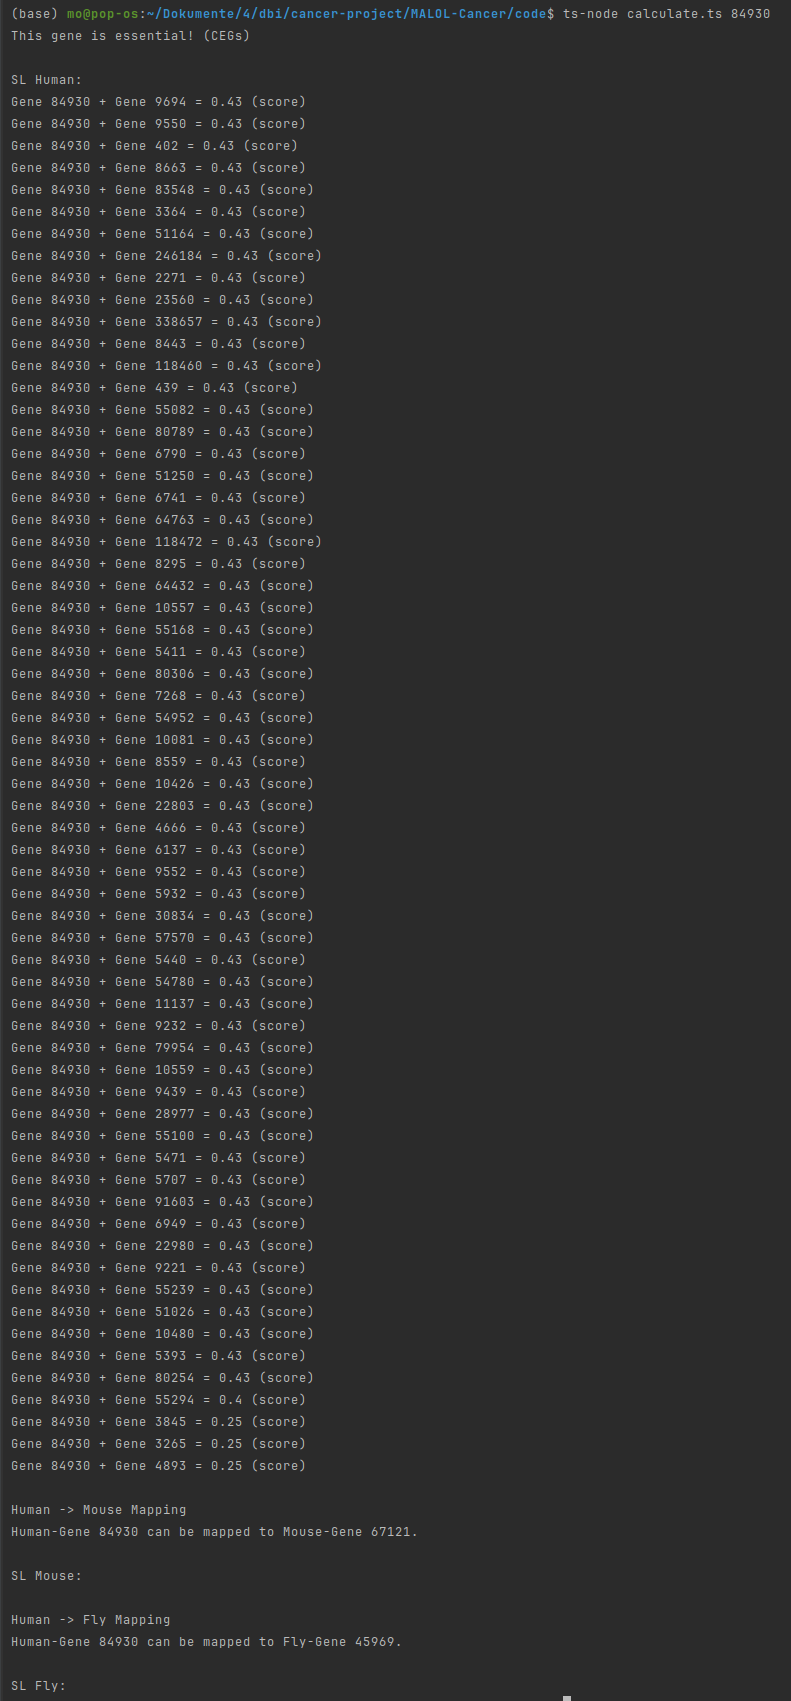 (base) mo@pop-os:~/Dokumente/4/dbi/cancer-project/MALOL-Cancer/code$ ts-node calculate.ts 84930
This gene is essential! (CEGs)
SL Human:
Gene 84930 + Gene 9694 = 0.43 (score)
Gene 84930 + Gene 9550 = 0.43 (score)
Gene 84930 + Gene 402 = 0.43 (score)
Gene 84930 + Gene 8663 = 0.43 (score)
Gene 84930 + Gene 83548 = 0.43 (score)
Gene 84930 + Gene 3364 = 0.43 (score)
Gene 84930 + Gene 51164 = 0.43 (score)
Gene 84930 + Gene 246184 = 0.43 (score)
Gene 84930 + Gene 2271 = 0.43 (score)
Gene 84930 + Gene 23560 = 0.43 (score)
Gene 84930 + Gene 338657 = 0.43 (score)
Gene 84930 + Gene 8443 = 0.43 (score)
Gene 84930 + Gene 118460 = 0.43 (score)
Gene 84930 + Gene 439 = 0.43 (score)
Gene 84930 + Gene 55082 = 0.43 (score)
Gene 84930 + Gene 80789 = 0.43 (score)
Gene 84930 + Gene 6790 = 0.43 (score)
Gene 84930 + Gene 51250 = 0.43 (score)
Gene 84930 + Gene 6741 = 0.43 (score)
Gene 84930 + Gene 64763 = 0.43 (score)
Gene 84930 + Gene 118472 = 0.43 (score)
Gene 84930 + Gene 8295 = 0.43 (score)
Gene 84930 + Gene 64432 = 0.43 (score)
Gene 84930 + Gene 10557 = 0.43 (score)
Gene 84930 + Gene 55168 = 0.43 (score)
Gene 84930 + Gene 5411 = 0.43 (score)
Gene 84930 + Gene 80306 = 0.43 (score)
Gene 84930 + Gene 7268 = 0.43 (score)
Gene 84930 + Gene 54952 = 0.43 (score)
Gene 84930 + Gene 10081 = 0.43 (score)
Gene 84930 + Gene 8559 = 0.43 (score)
Gene 84930 + Gene 10426 = 0.43 (score)
Gene 84930 + Gene 22803 = 0.43 (score)
Gene 84930 + Gene 4666 = 0.43 (score)
Gene 84930 + Gene 6137 = 0.43 (score)
Gene 84930 + Gene 9552 = 0.43 (score)
Gene 84930 + Gene 5932 = 0.43 (score)
Gene 84930 + Gene 30834 = 0.43 (score)
Gene 84930 + Gene 57570 = 0.43 (score)
Gene 84930 + Gene 5440 = 0.43 (score)
Gene 84930 + Gene 54780 = 0.43 (score)
Gene 84930 + Gene 11137 = 0.43 (score)
Gene 84930 + Gene 9232 = 0.43 (score)
Gene 84930 + Gene 79954 = 0.43 (score)
Gene 84930 + Gene 10559 = 0.43 (score)
Gene 84930 + Gene 9439 = 0.43 (score)
Gene 84930 + Gene 28977 = 0.43 (score)
Gene 84930 + Gene 55100 = 0.43 (score)
Gene 84930 + Gene 5471 = 0.43 (score)
Gene 84930 + Gene 5707 = 0.43 (score)
Gene 84930 + Gene 91603 = 0.43 (score)
Gene 84930 + Gene 6949 = 0.43 (score)
Gene 84930 + Gene 22980 = 0.43 (score)
Gene 84930 + Gene 9221 = 0.43 (score)
Gene 84930 + Gene 55239 = 0.43 (score)
Gene 84930 + Gene 51026 = 0.43 (score)
Gene 84930 + Gene 10480 = 0.43 (score)
Gene 84930 + Gene 5393 = 0.43 (score)
Gene 84930 + Gene 80254 = 0.43 (score)
Gene 84930 + Gene 55294 = 0.4 (score)
Gene 84930 + Gene 3845 = 0.25 (score)
Gene 84930 + Gene 3265 = 0.25 (score)
Gene 84930 + Gene 4893 = 0.25 (score)
Human -> Mouse Mapping
Human-Gene 84930 can be mapped to Mouse-Gene 67121.
SL Mouse:
Human -> Fly Mapping
Human-Gene 84930 can be mapped to Fly-Gene 45969.
SL Fly: